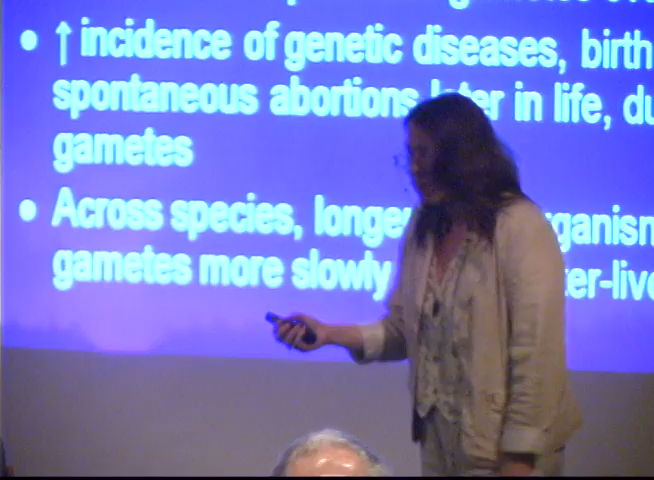 • ↑ incidence of genetic diseases, birth
spontaneous abortions later in life, du
gametes
• Across species, longe rganism
gametes more slowly ter-live